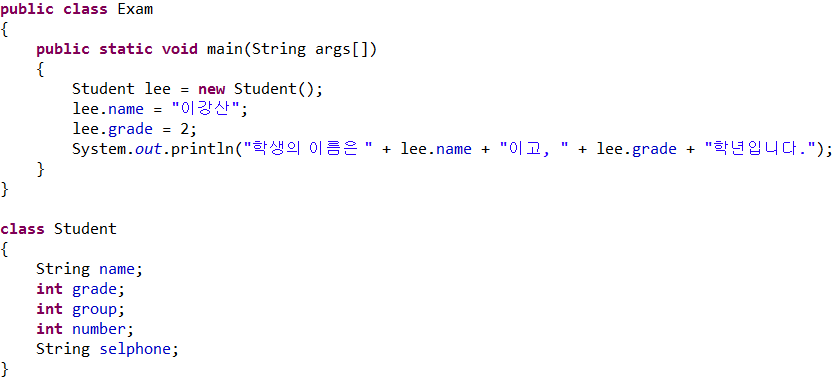 public class Exam
{
    public static void main(String args[])
    {
        Student lee = new Student();
        lee.name = "이강산";
        lee.grade = 2;
        System.out.println("학생의 이름은 " + lee.name + "이고, " + lee.grade + "학년입니다.");
    }
}

class Student
{
    String name;
    int grade;
    int group;
    int number;
    String selphone;
}